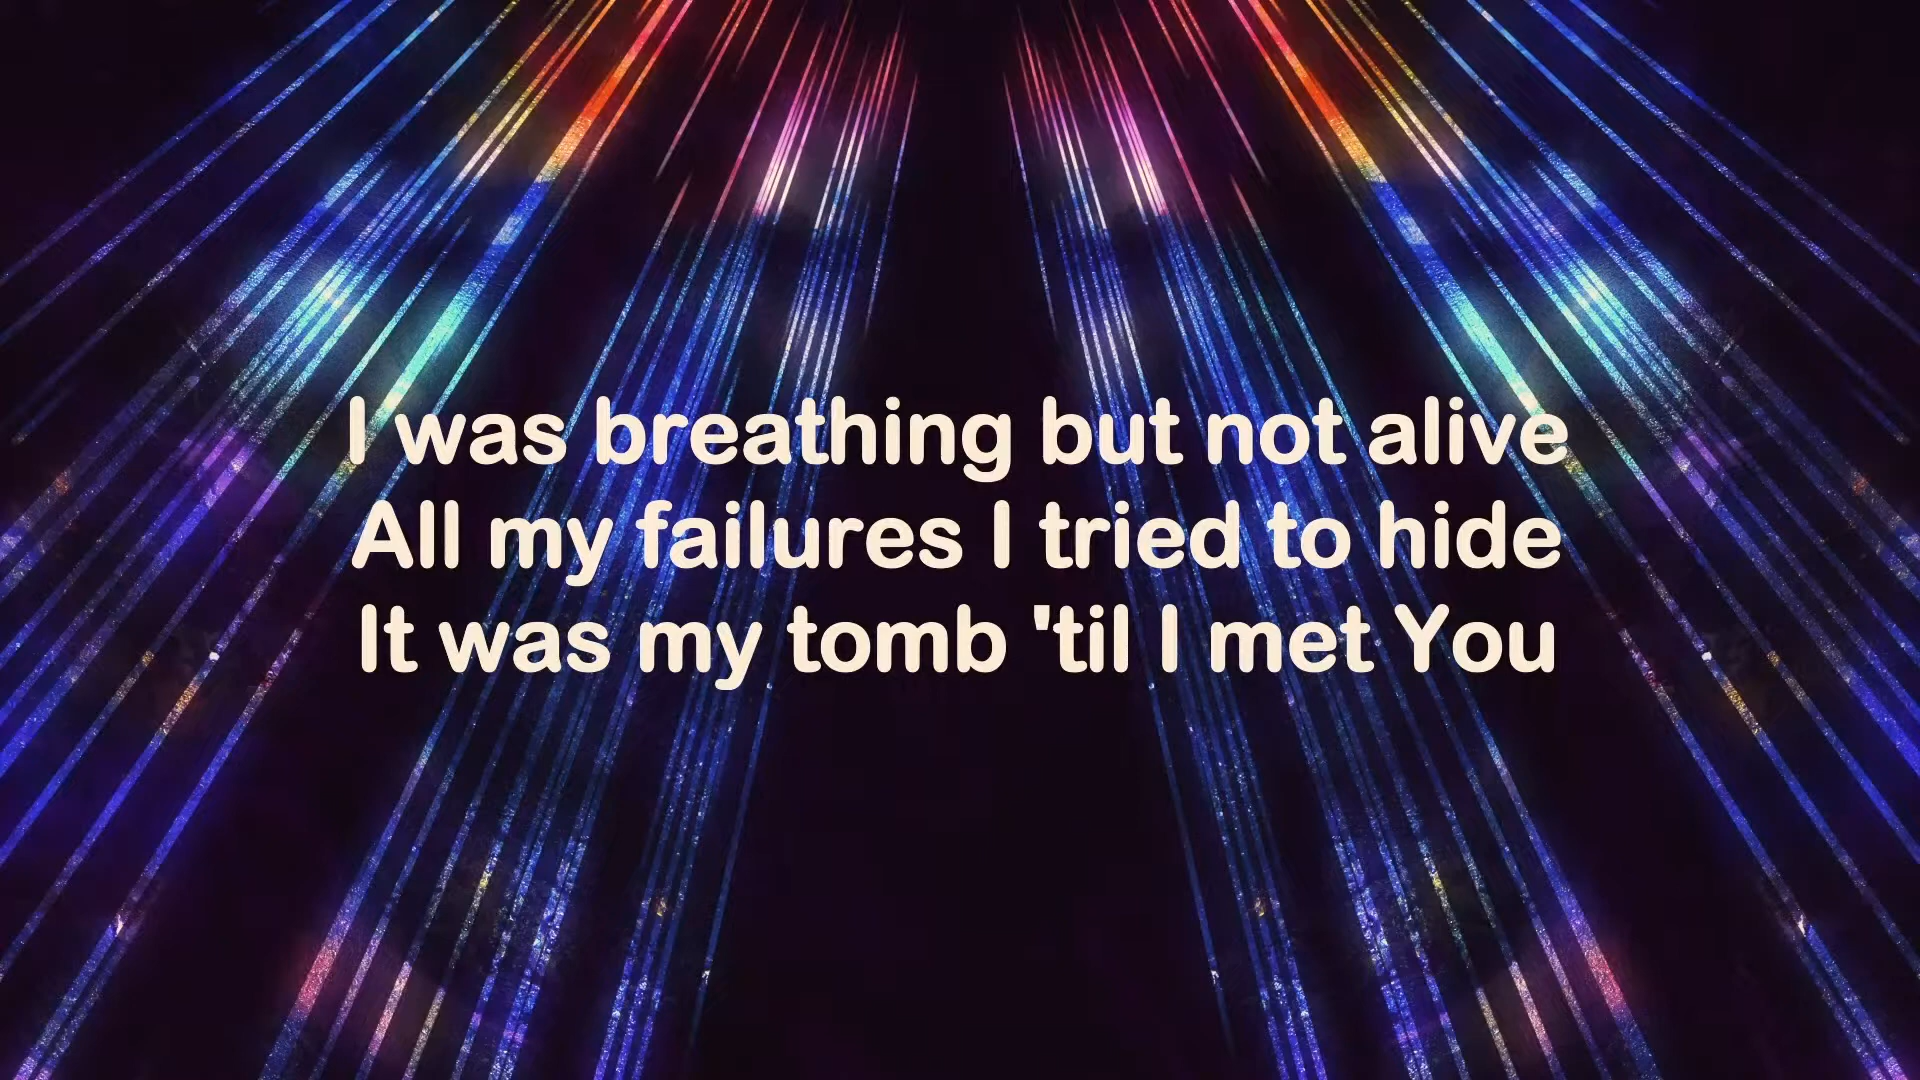 I was breathing but not alive
All my failures I tried to hide
It was my tomb 'til I met You